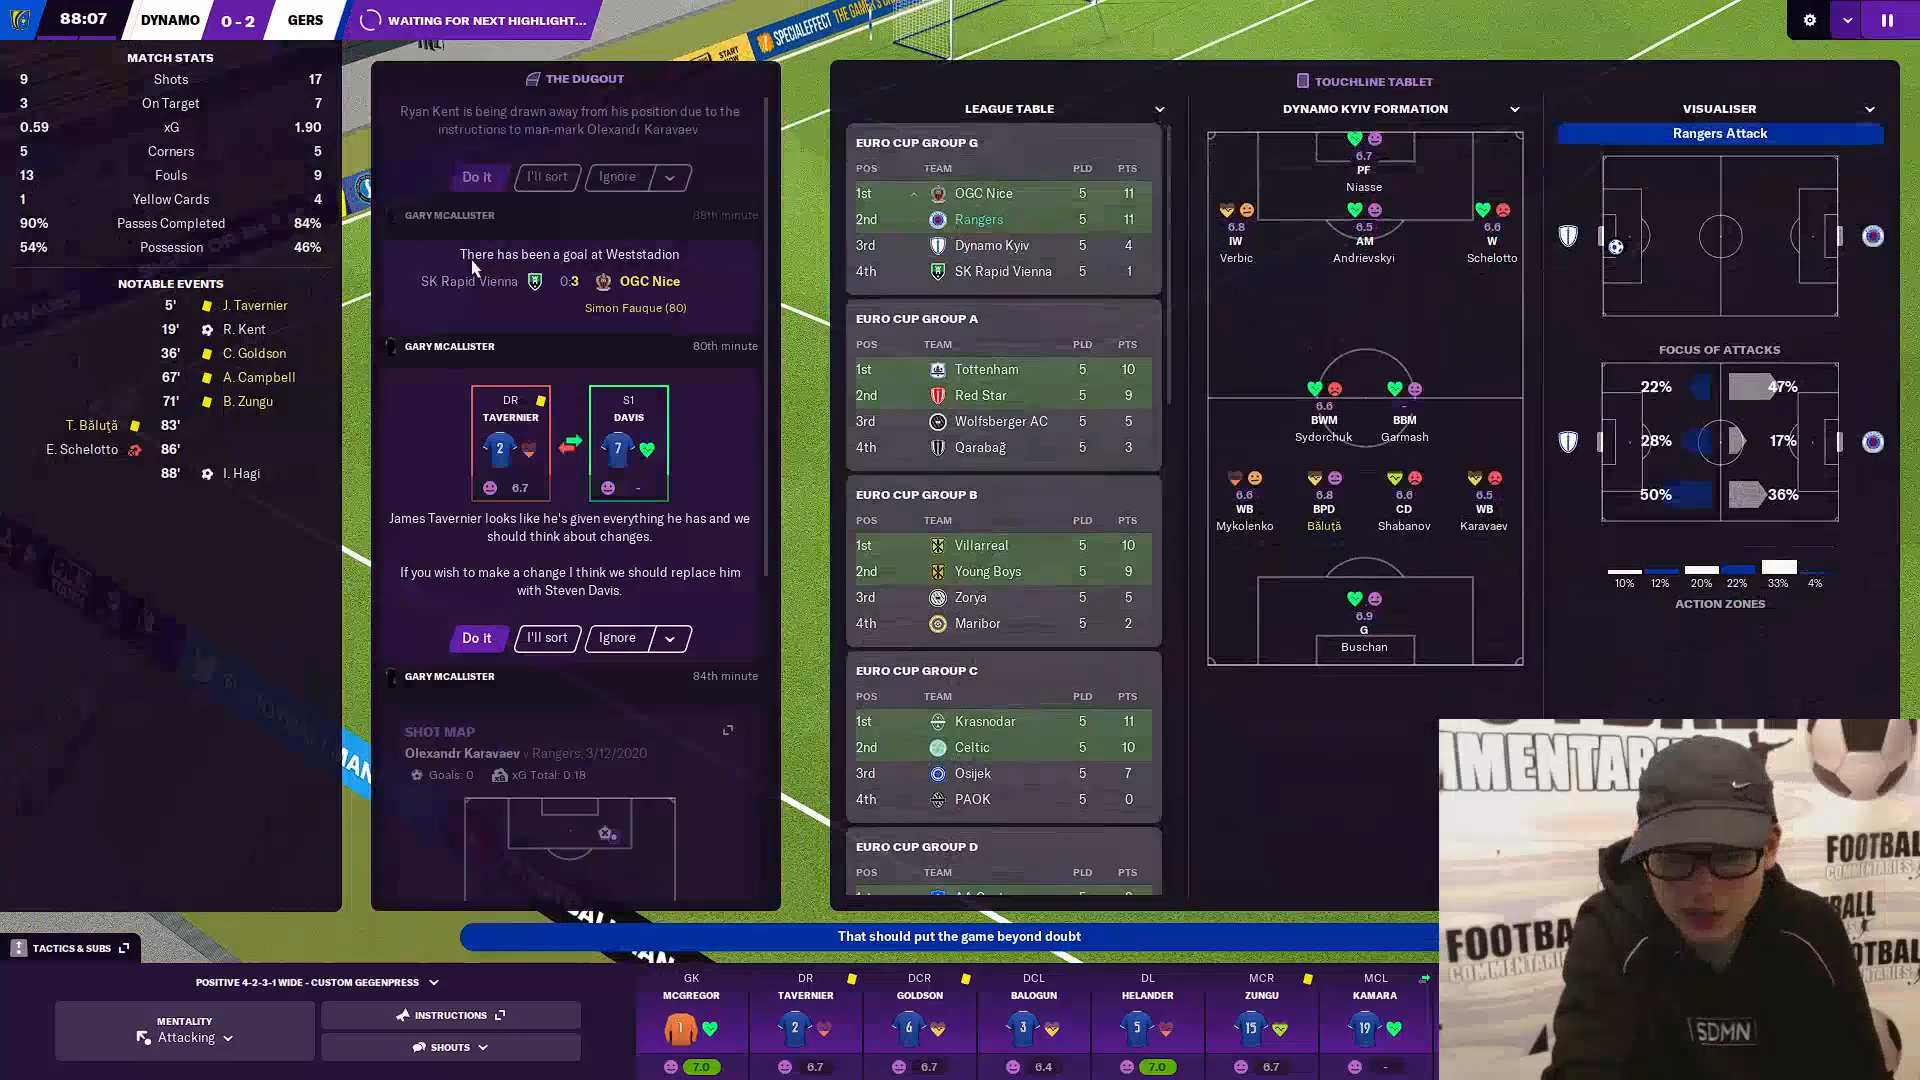 88:07 DYNAMO 0 - 2 GERS WAITING FOR NEXT HIGHLIGHT...
SPECIALEFFECT THE GAME
START
MATCH STATS
9 Shots 17
3 On Target 7
0.59 xG 1.90
5 Corners 5
13 Fouls 9
1 Yellow Cards 4
90% Passes Completed 84%
54% Possession 46%
NOTABLE EVENTS
5' J. Tavernier
19' R. Kent
36' C. Goldson
67' A. Campbell
71' B. Zungu
T. Băluţă 83'
E. Schelotto 86'
88' I. Hagi
THE DUGOUT
Ryan Kent is being drawn away from his position due to the
instructions to man-mark Olexandr Karavaev.
Do it I'll sort Ignore
GARY MCALLISTER 88th minute
There has been a goal at Weststadion
SK Rapid Vienna 0:3 OGC Nice
Simon Fauque (80)
GARY MCALLISTER 80th minute
DR TAVERNIER 2 6.7
S1 DAVIS 7 -
James Tavernier looks like he's given everything he has and we
should think about changes.
If you wish to make a change I think we should replace him
with Steven Davis.
Do it I'll sort Ignore
GARY MCALLISTER 84th minute
SHOT MAP
Olexandr Karavaev v Rangers, 3/12/2020
Goals: 0 xG Total: 0.18
TOUCHLINE TABLET
LEAGUE TABLE
EURO CUP GROUP G
POS TEAM PLD PTS
1st OGC Nice 5 11
2nd Rangers 5 11
3rd Dynamo Kyiv 5 4
4th SK Rapid Vienna 5 1
EURO CUP GROUP A
POS TEAM PLD PTS
1st Tottenham 5 10
2nd Red Star 5 9
3rd Wolfsberger AC 5 5
4th Qarabağ 5 3
EURO CUP GROUP B
POS TEAM PLD PTS
1st Villarreal 5 10
2nd Young Boys 5 9
3rd Zorya 5 5
4th Maribor 5 2
EURO CUP GROUP C
POS TEAM PLD PTS
1st Krasnodar 5 11
2nd Celtic 5 10
3rd Osijek 5 7
4th PAOK 5 0
EURO CUP GROUP D
POS TEAM PLD PTS
DYNAMO KYIV FORMATION
6.7
PF
Niasse
6.8 6.5 6.6
IW AM W
Verbic Andrievskyi Schelotto
6.6 -
BWM BBM
Sydorchuk Garmash
6.6 6.8 6.6 6.5
WB BPD CD WB
Mykolenko Băluţă Shabanov Karavaev
6.9
G
Buschan
VISUALISER
Rangers Attack
FOCUS OF ATTACKS
22% 47%
28% 17%
50% 36%
10% 12% 20% 22% 33% 4%
ACTION ZONES
That should put the game beyond doubt
TACTICS & SUBS
POSITIVE 4-2-3-1 WIDE - CUSTOM GEGENPRESS
MENTALITY
Attacking
INSTRUCTIONS
SHOUTS
GK DR DCR DCL DL MCR MCL
MCGREGOR TAVERNIER GOLDSON BALOGUN HELANDER ZUNGU KAMARA
1 2 6 3 5 15 19
7.0 6.7 6.7 6.4 7.0 6.7 -
MMENTAR
FOOTBALL
COMMENTARIES
FOOTBA
COMMENTARIES
BALL
OTBAL
SDMN